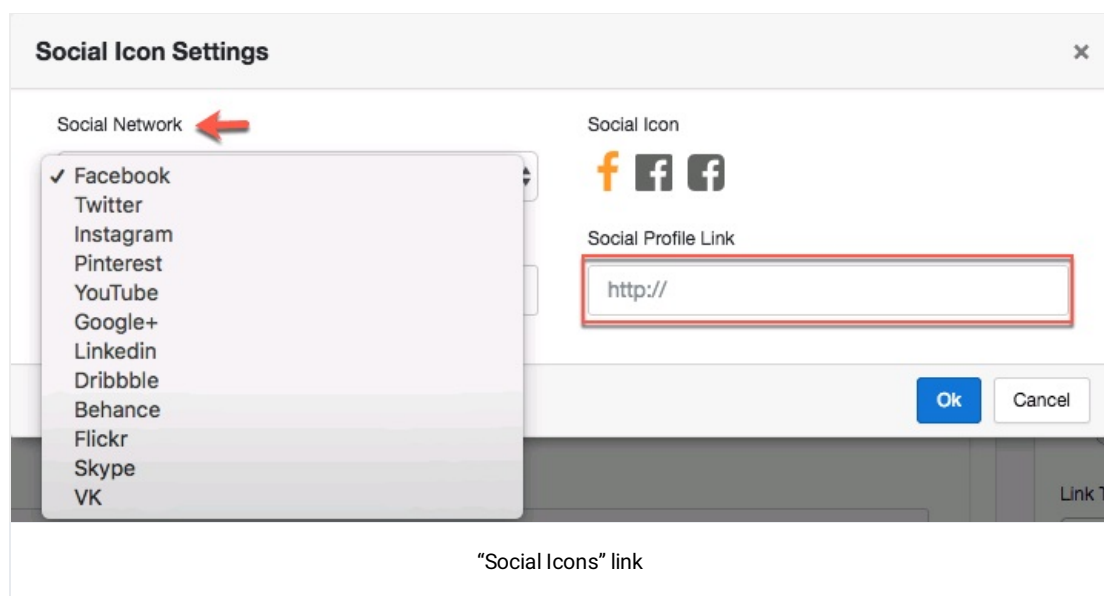 Social Icon Settings
×
Social Network
✓ Facebook
Twitter
Instagram
Pinterest
YouTube
Google+
Linkedin
Dribbble
Behance
Flickr
Skype
VK
Social Icon
Social Profile Link
http://
Ok
Cancel
Link
“Social Icons” link